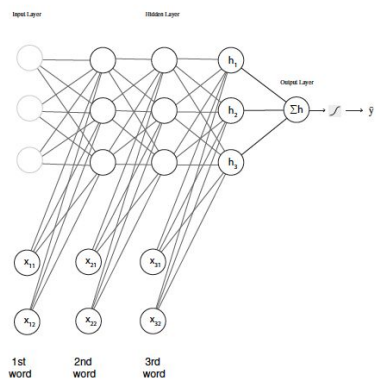 Input Layer
Hidden Layer
h1
Output Layer
h2
Σh
ŷ
h3
x11
x21
x31
x12
x22
x32
1st
word
2nd
word
3rd
word